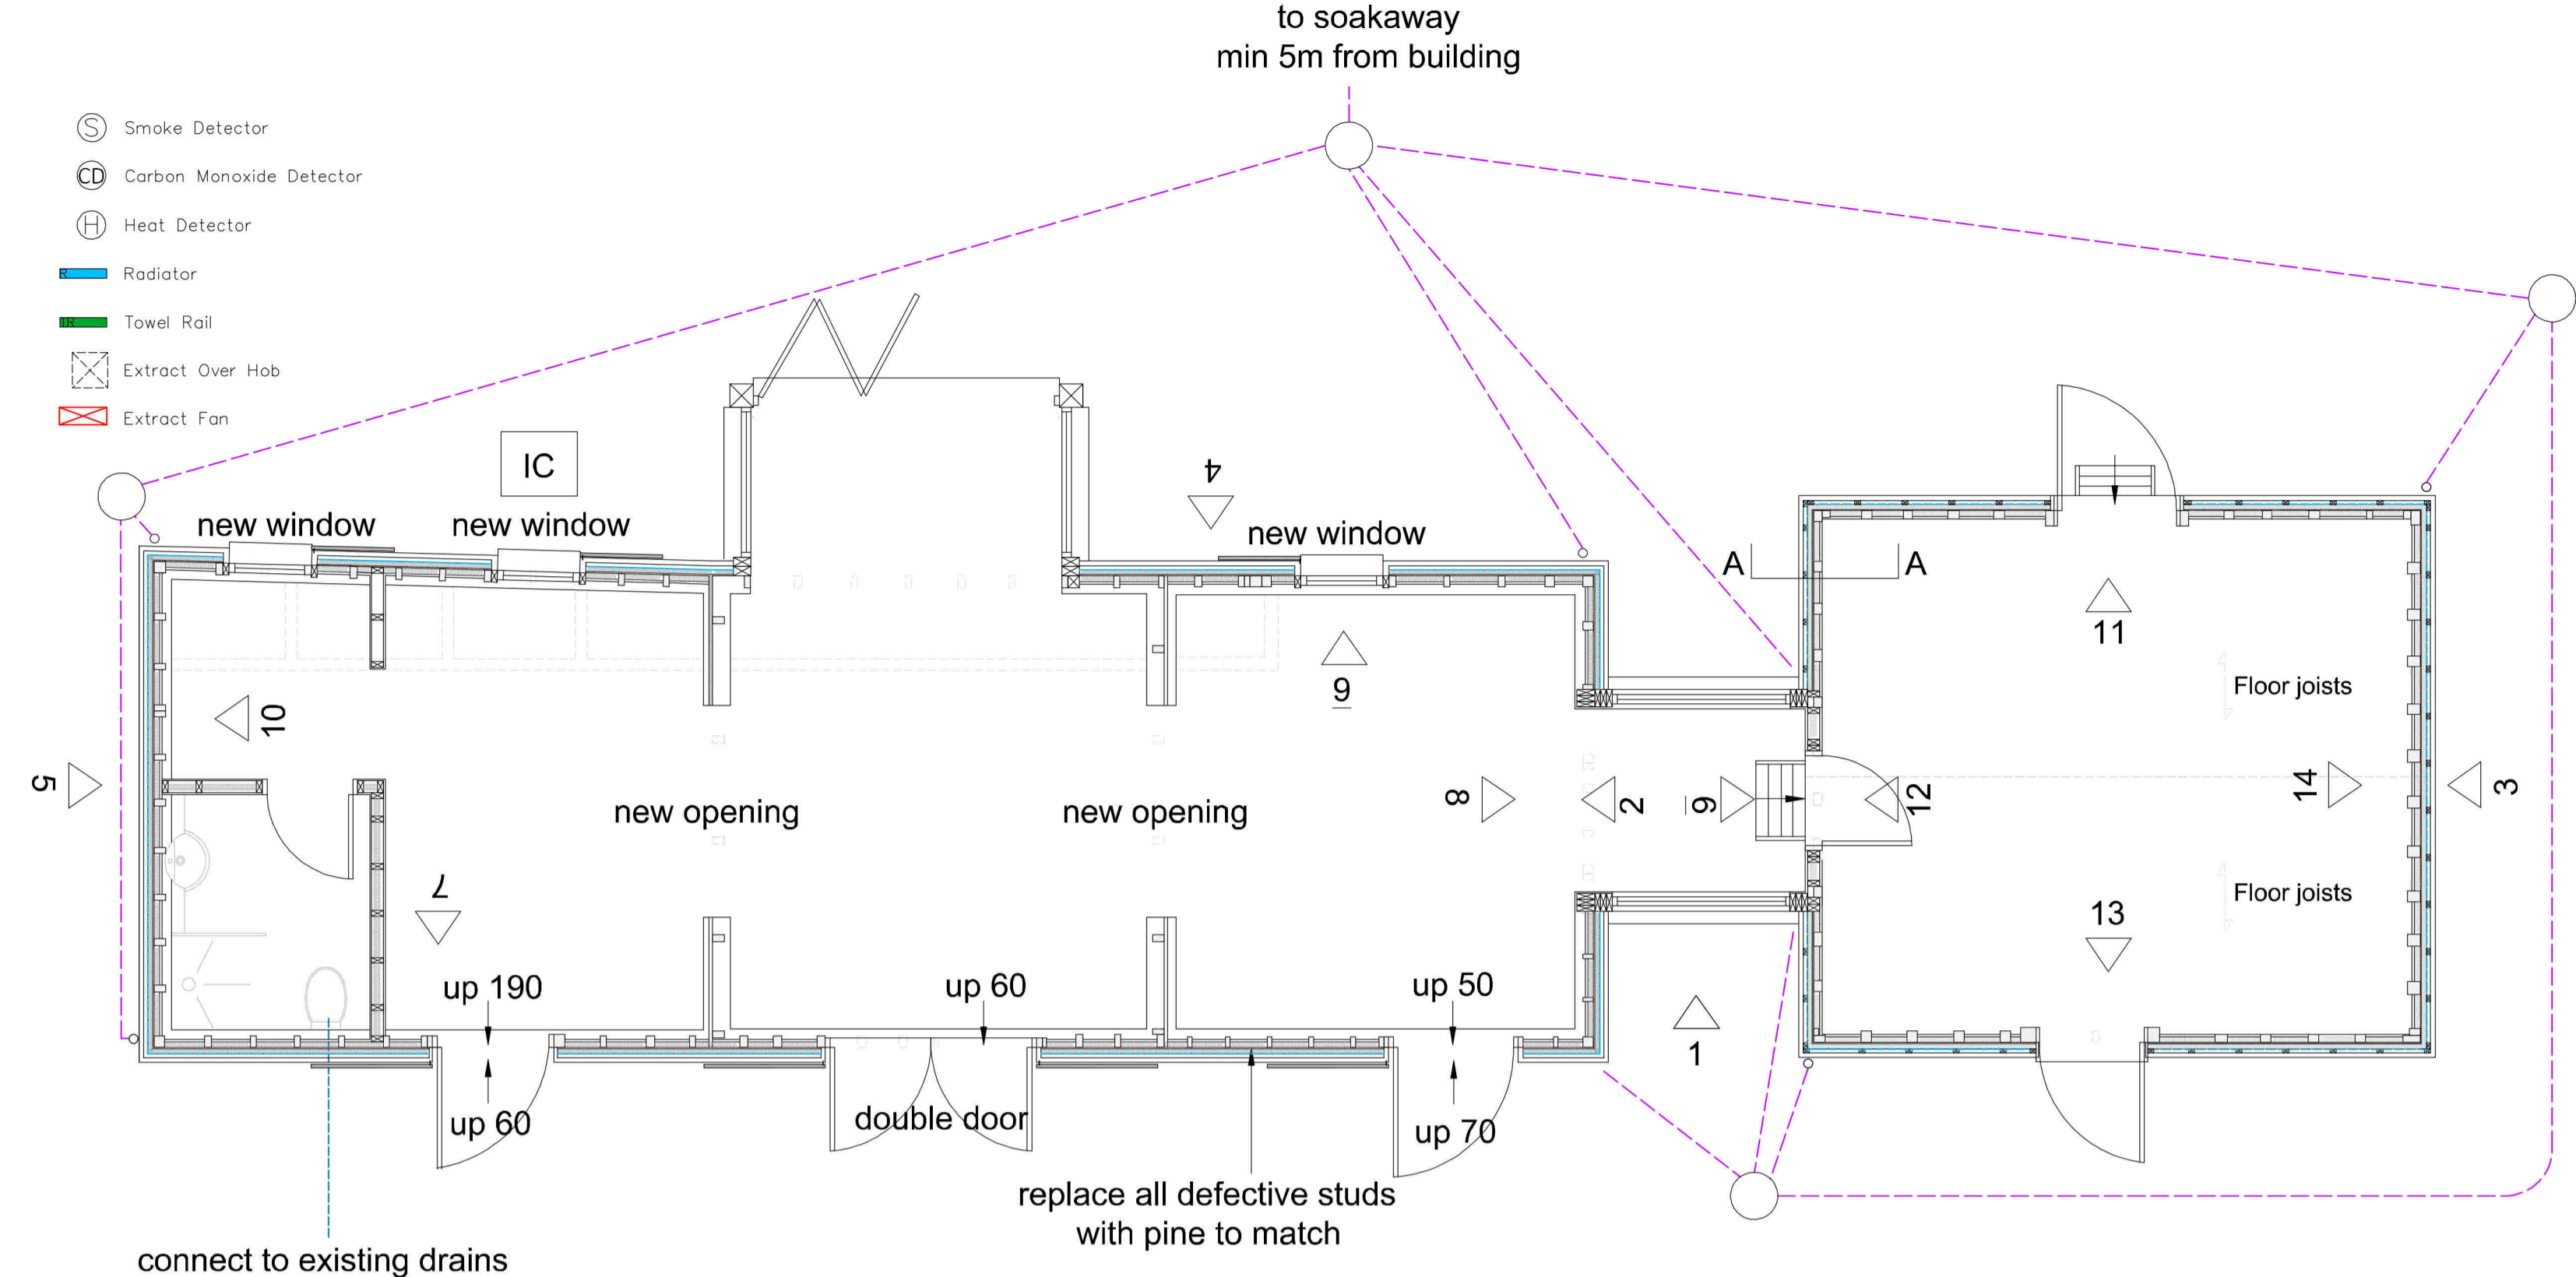 to soakaway
min 5m from building
S Smoke Detector
CD Carbon Monoxide Detector
H Heat Detector
R Radiator
TR Towel Rail
Extract Over Hob
Extract Fan
IC
4
new window
new window
new window
A
A
11
9
Floor joists
10
5
new opening
new opening
8
2
9
12
14
3
7
Floor joists
13
up 190
up 60
up 50
1
up 60
double door
up 70
replace all defective studs
with pine to match
connect to existing drains